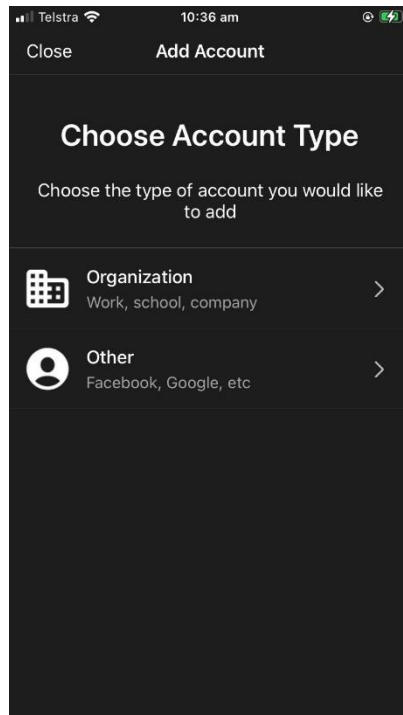 Telstra 10:36 am
Close Add Account
Choose Account Type
Choose the type of account you would like
to add
Organization
Work, school, company
Other
Facebook, Google, etc